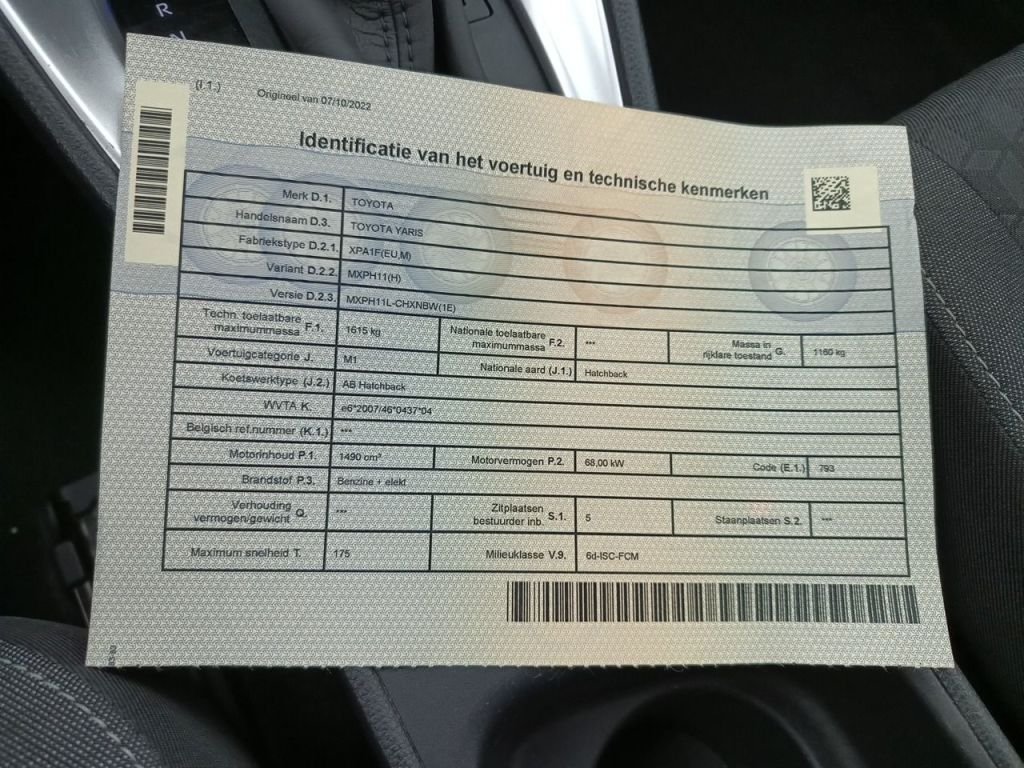 R
N
(I.1.) Origineel van 07/10/2022
Identificatie van het voertuig en technische kenmerken
Merk D.1. TOYOTA
Handelsnaam D.3. TOYOTA YARIS
Fabriekstype D.2.1. XPA1F(EU,M)
Variant D.2.2. MXPH11(H)
Versie D.2.3. MXPH11L-CHXNBW(1E)
Techn. toelaatbare maximummassa F.1. 1615 kg Nationale toelaatbare maximummassa F.2. *** Massa in rijklare toestand G. 1160 kg
Voertuigcategorie J. M1 Nationale aard (J.1.) Hatchback
Koetswerktype (J.2.) AB Hatchback
WVTA K. e6*2007/46*0437*04
Belgisch ref.nummer (K.1.) ***
Motorinhoud P.1. 1490 cm³ Motorvermogen P.2. 68,00 kW Code (E.1.) 793
Brandstof P.3. Benzine + elekt
Verhouding vermogen/gewicht Q. *** Zitplaatsen bestuurder inb. S.1. 5 Staanplaatsen S.2. ***
Maximum snelheid T. 175 Milieuklasse V.9. 6d-ISC-FCM